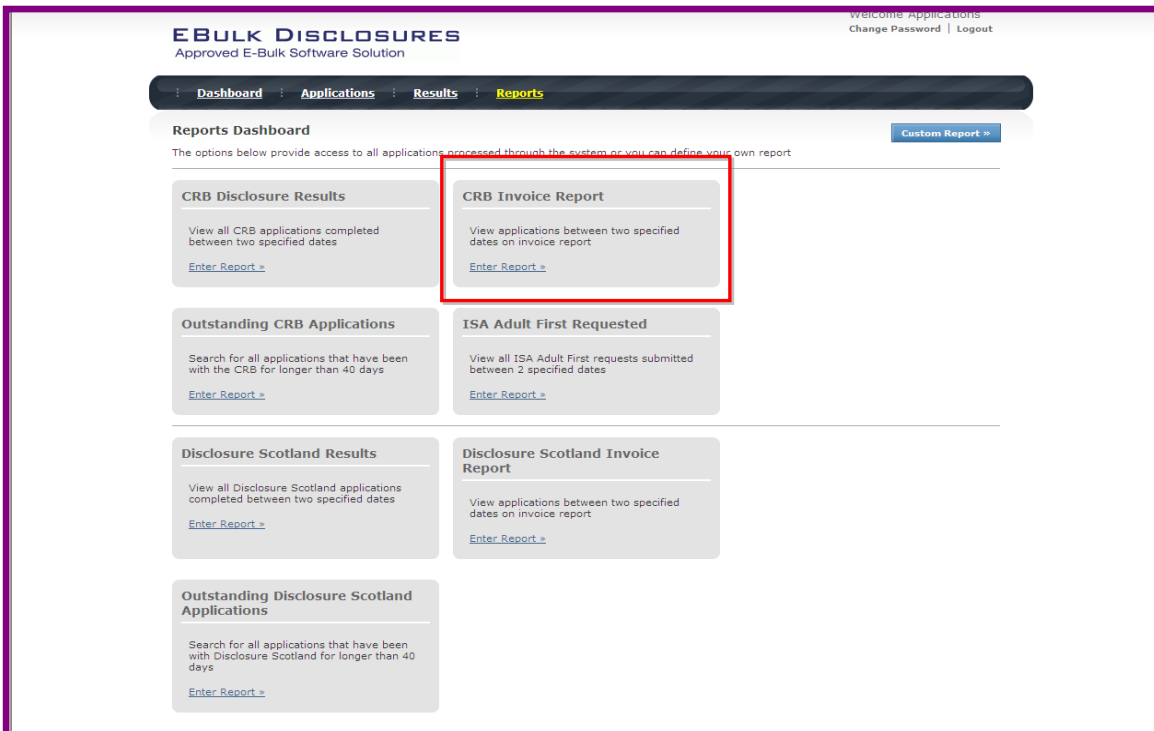 Welcome Applications
EBULK DISCLOSURES
Change Password | Logout
Approved E-Bulk Software Solution
Dashboard Applications Results Reports
Reports Dashboard
Custom Report »
The options below provide access to all applications processed through the system or you can define your own report
CRB Disclosure Results
View all CRB applications completed
between two specified dates
Enter Report »
CRB Invoice Report
View applications between two specified
dates on invoice report
Enter Report »
Outstanding CRB Applications
Search for all applications that have been
with the CRB for longer than 40 days
Enter Report »
ISA Adult First Requested
View all ISA Adult First requests submitted
between 2 specified dates
Enter Report »
Disclosure Scotland Results
View all Disclosure Scotland applications
completed between two specified dates
Enter Report »
Disclosure Scotland Invoice
Report
View applications between two specified
dates on invoice report
Enter Report »
Outstanding Disclosure Scotland
Applications
Search for all applications that have been
with Disclosure Scotland for longer than 40
days
Enter Report »